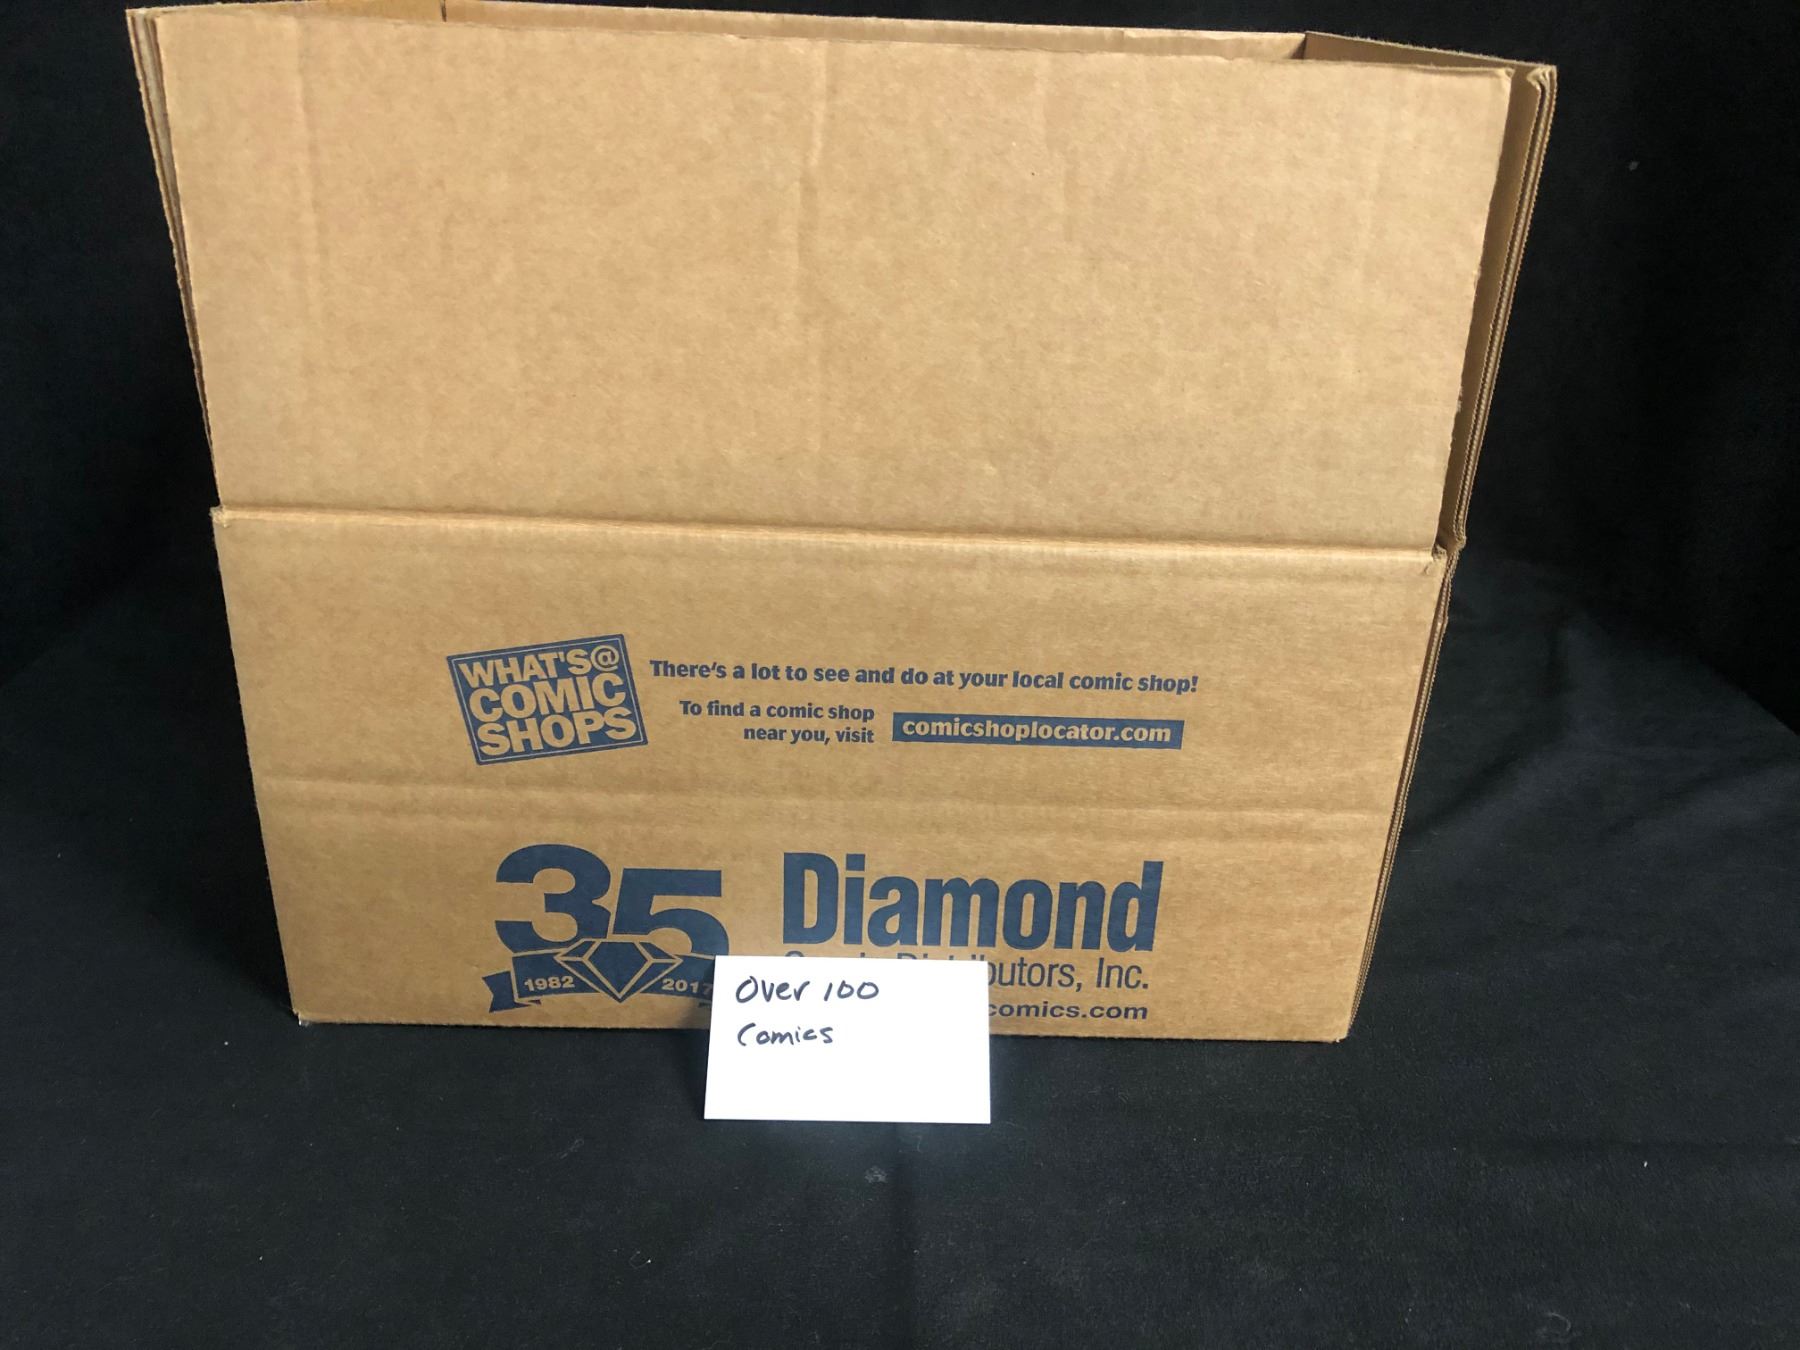 WHAT'S@
COMIC
SHOPS
There's a lot to see and do at your local comic shop!
To find a comic shop
near you, visit
comicshoplocator.com
35
1982 2017
Diamond
Inc.
comics.com
Over 100
Comics